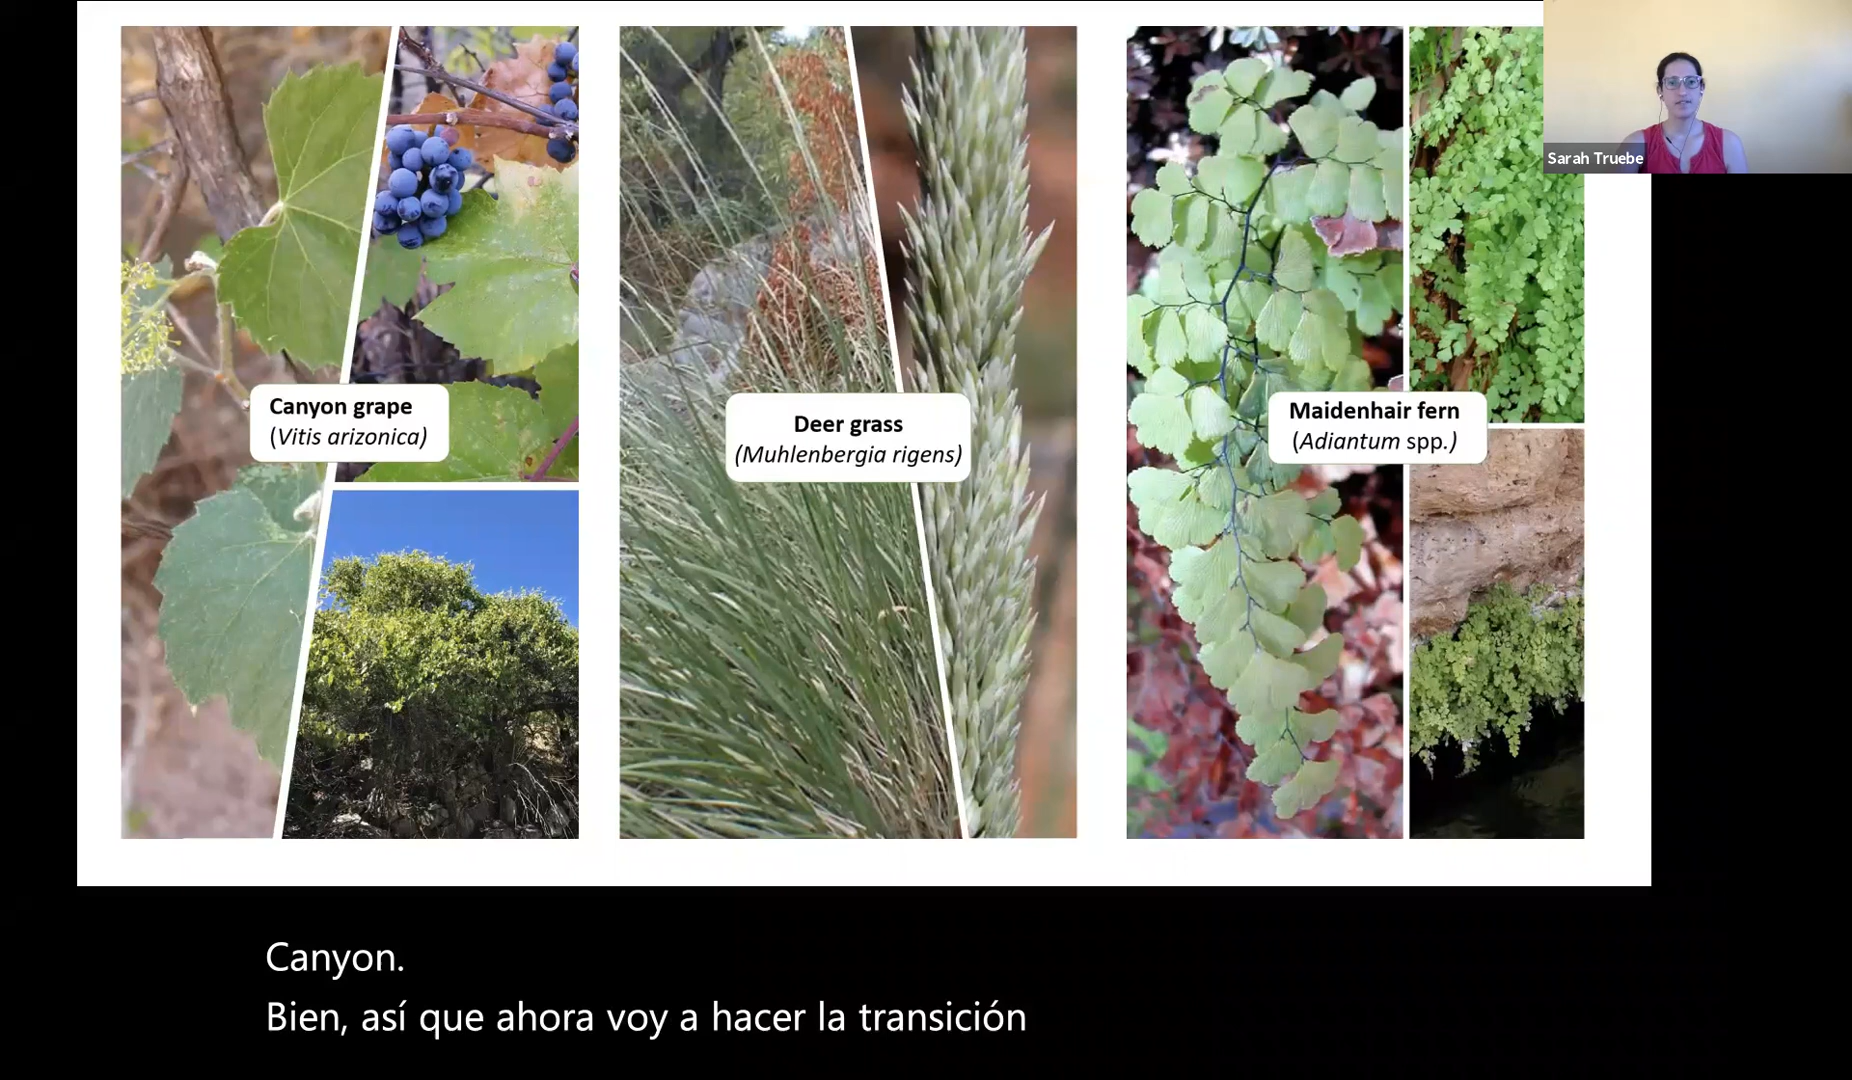 Sarah Truebe
Canyon grape
(Vitis arizonica)
Deer grass
(Muhlenbergia rigens)
Maidenhair fern
(Adiantum spp.)
Canyon.
Bien, así que ahora voy a hacer la transición